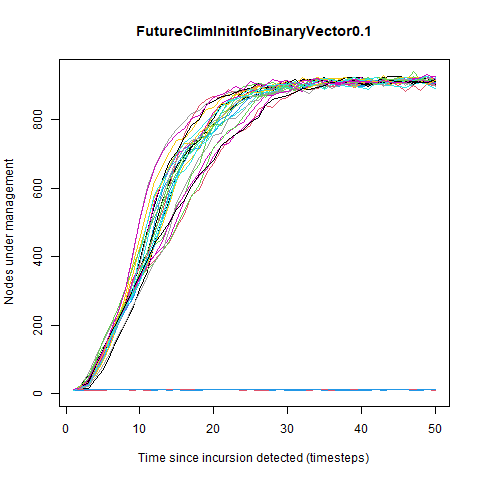 FutureClimInitInfoBinaryVector0.1
Nodes under management
800
600
400
200
0
0 10 20 30 40 50
Time since incursion detected (timesteps)